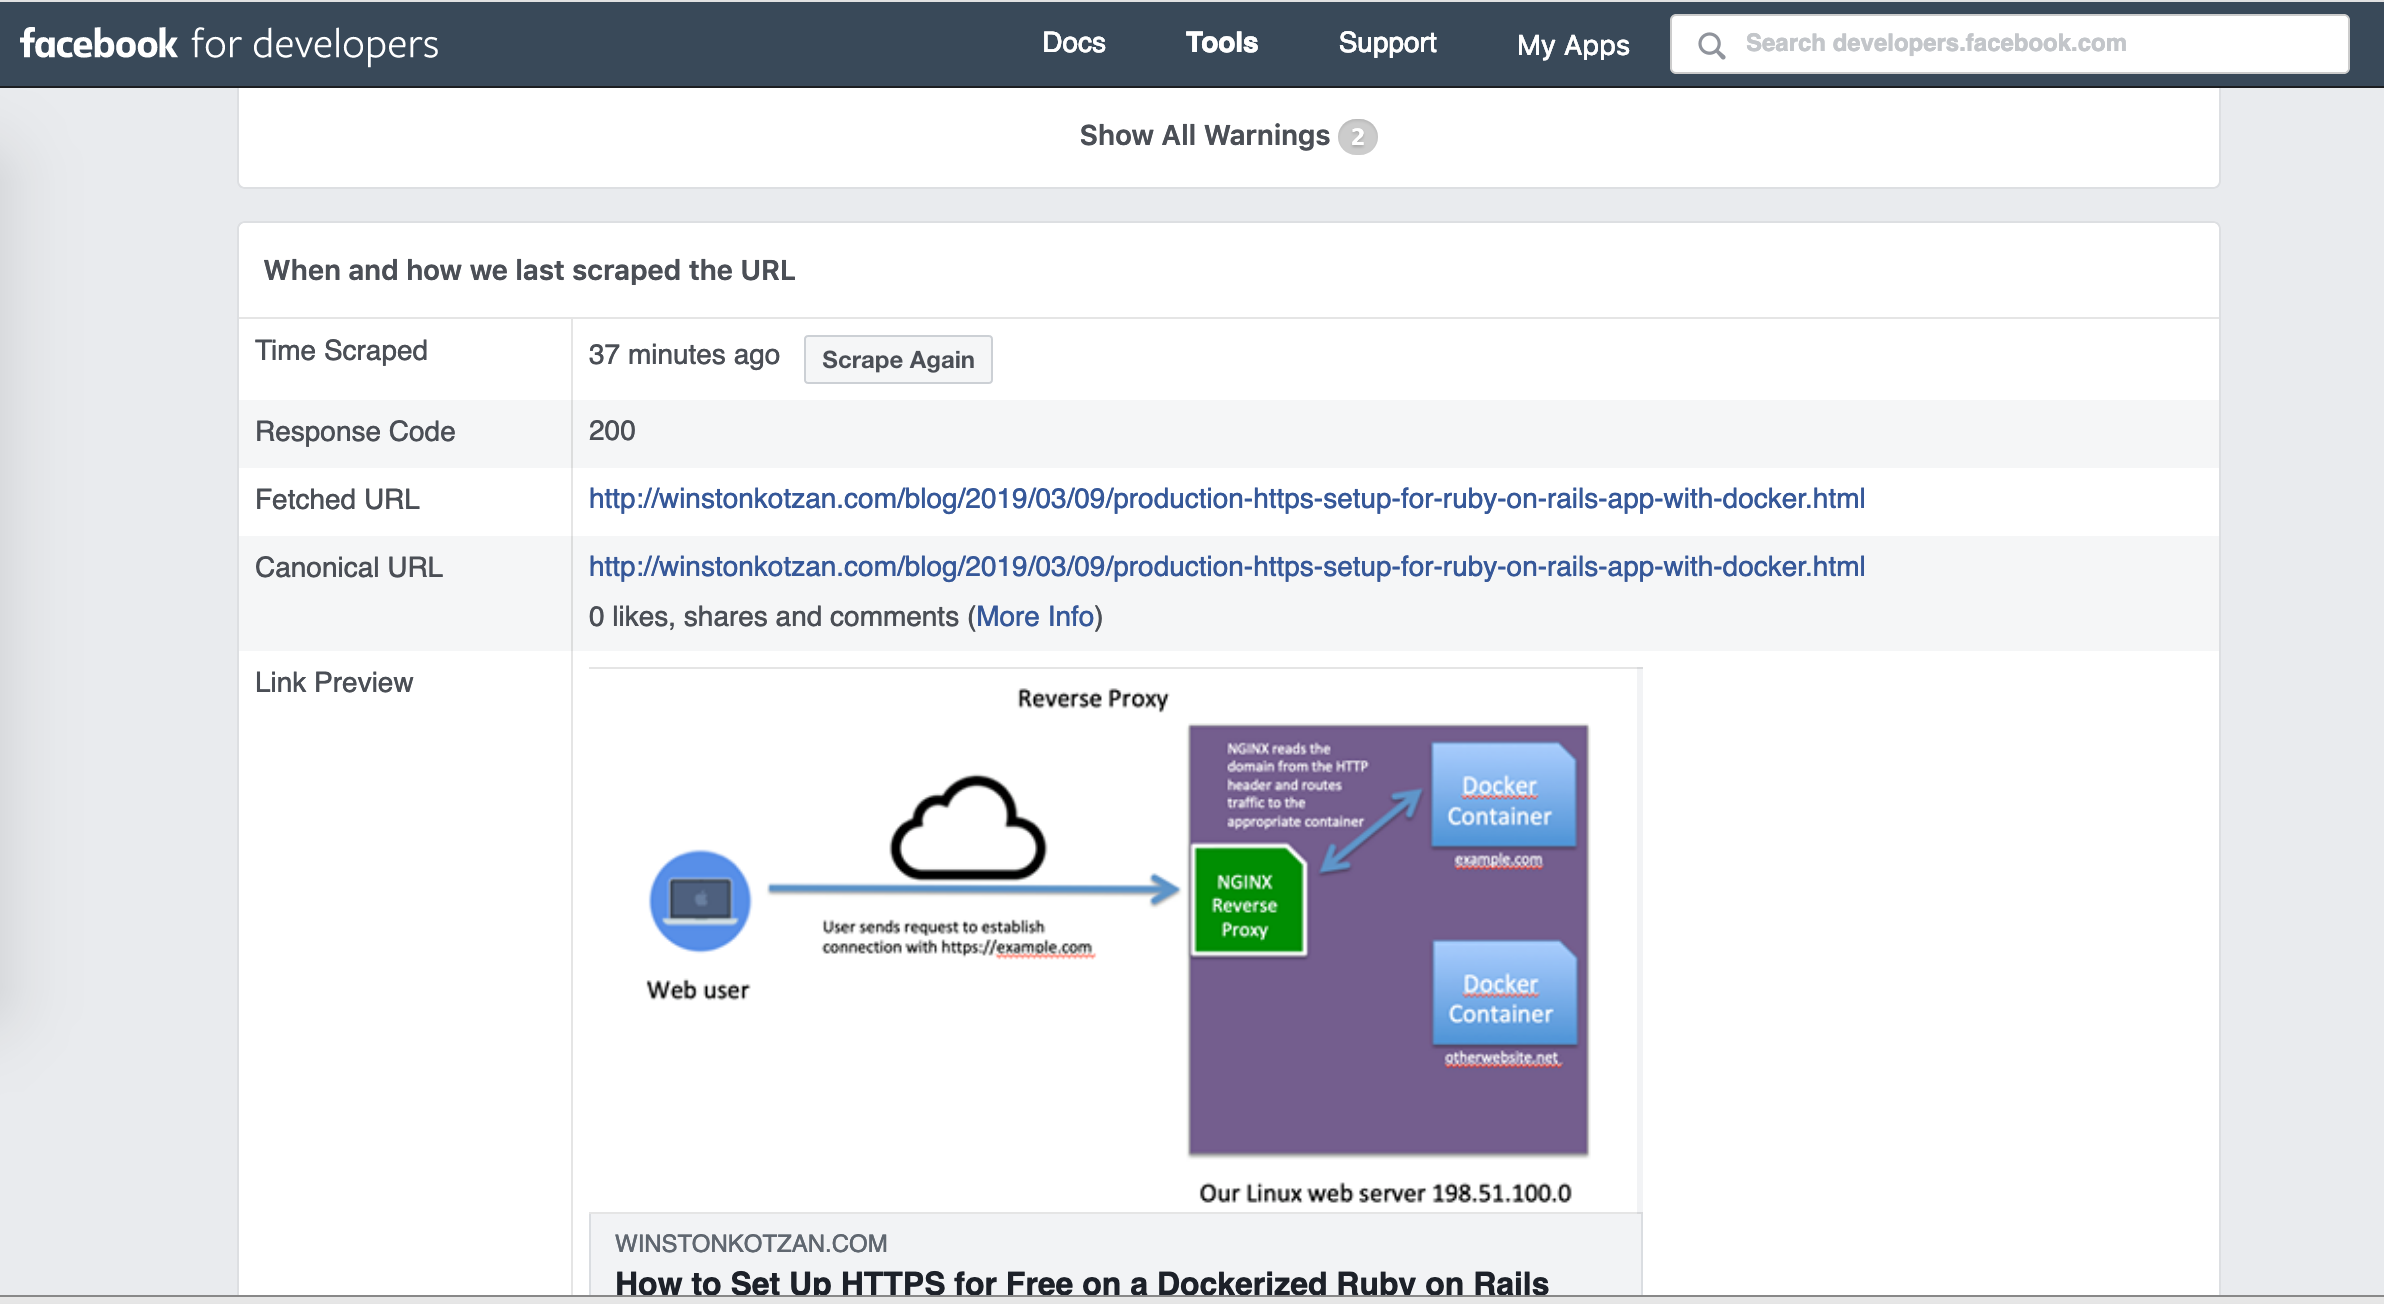 facebook for developers
Docs
Tools
Support
My Apps
Search developers.facebook.com
Show All Warnings 2
When and how we last scraped the URL
Time Scraped
37 minutes ago
Scrape Again
Response Code
200
Fetched URL
http://winstonkotzan.com/blog/2019/03/09/production-https-setup-for-ruby-on-rails-app-with-docker.html
Canonical URL
http://winstonkotzan.com/blog/2019/03/09/production-https-setup-for-ruby-on-rails-app-with-docker.html
0 likes, shares and comments (More Info)
Link Preview
Reverse Proxy
NGINX reads the
domain from the HTTP
header and routes
traffic to the
appropriate container
Docker
Container
example.com
NGINX
Reverse
Proxy
User sends request to establish
connection with https://example.com
Web user
Docker
Container
otherwebsite.net
Our Linux web server 198.51.100.0
WINSTONKOTZAN.COM
How to Set Up HTTPS for Free on a Dockerized Ruby on Rails